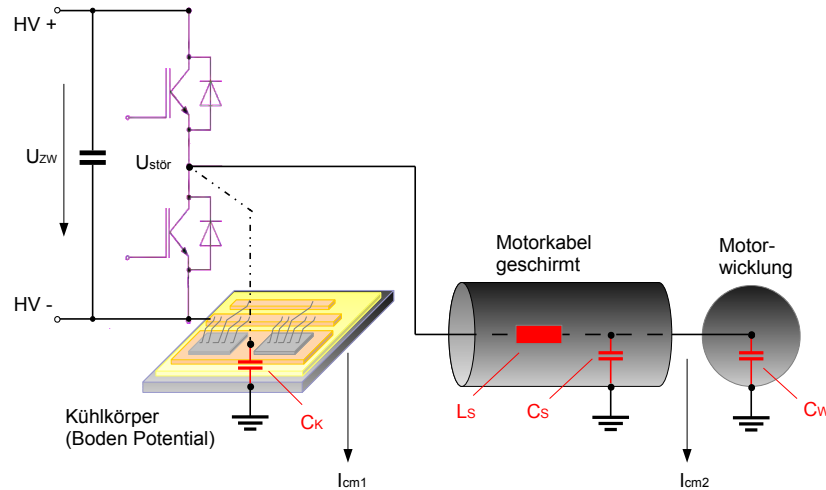 HV +
UZW
Ustör
HV -
Motorkabel
geschirmt
Motor-
wicklung
Kühlkörper
(Boden Potential)
CK
LS
CS
CW
Icm1
Icm2